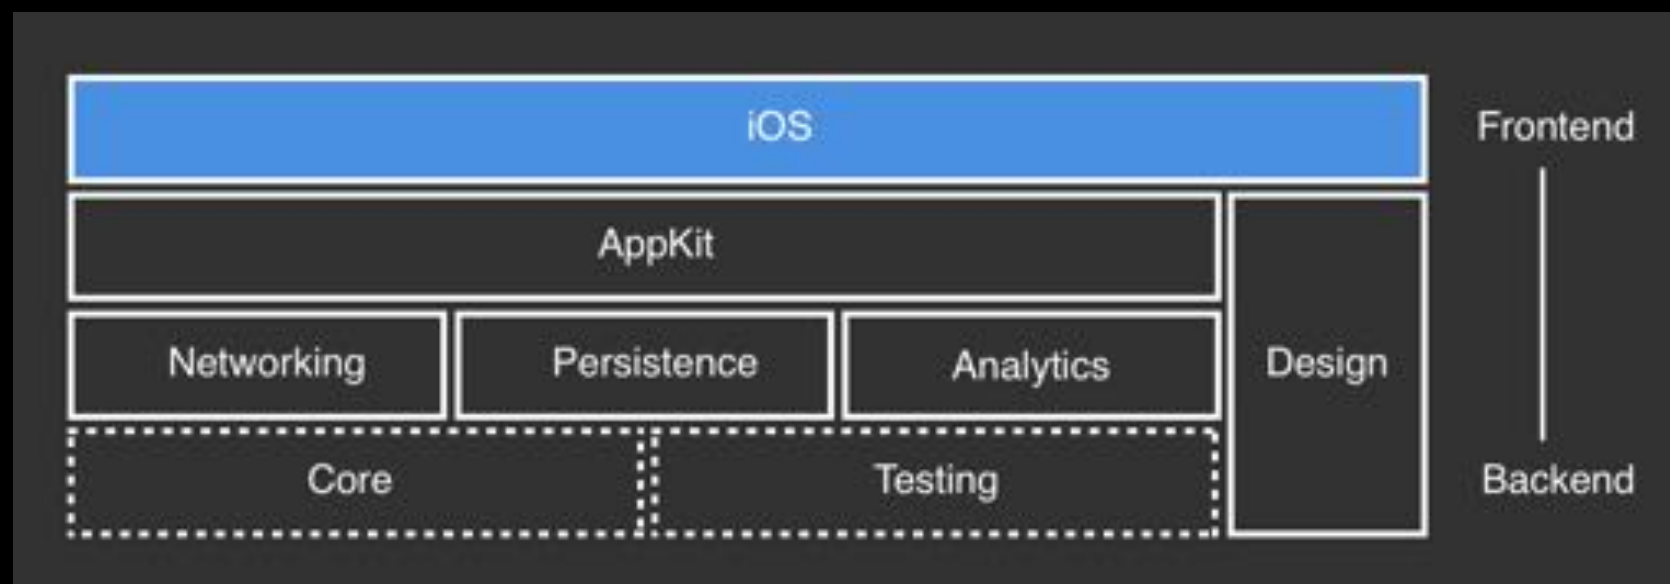 iOS
Frontend
AppKit
Networking
Persistence
Analytics
Design
Core
Testing
Backend